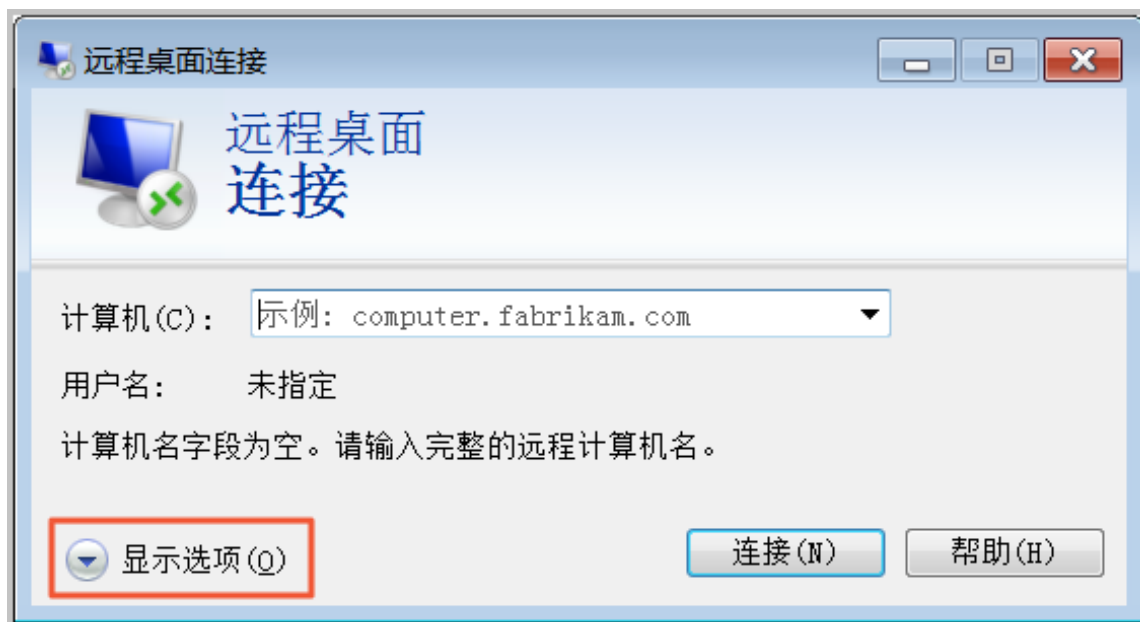 远程桌面连接
远程桌面
连接
计算机(C): 示例: computer.fabrikam.com
用户名: 未指定
计算机名字段为空。请输入完整的远程计算机名。
显示选项(O) 连接(N) 帮助(H)